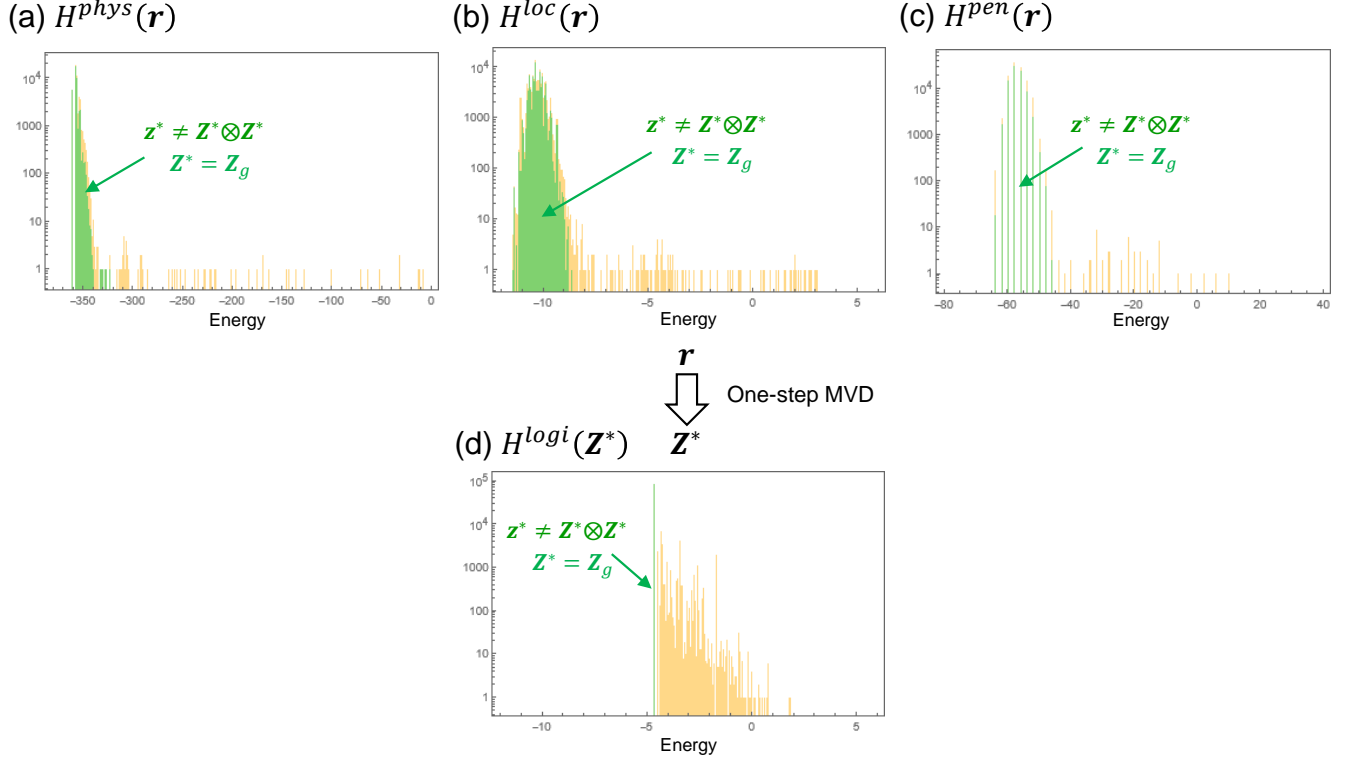 (a) H^phys(r)
(b) H^loc(r)
(c) H^pen(r)
10^4
1000
100
10
1
z* ≠ Z*⊗Z*
Z* = Z_g
-350 -300 -250 -200 -150 -100 -50 0
Energy
10^4
1000
100
10
1
z* ≠ Z*⊗Z*
Z* = Z_g
-10 -5 0 5
Energy
10^4
1000
100
10
1
z* ≠ Z*⊗Z*
Z* = Z_g
-80 -60 -40 -20 0 20 40
Energy
r
One-step MVD
(d) H^logi(Z*) Z*
10^5
10^4
1000
100
10
1
z* ≠ Z*⊗Z*
Z* = Z_g
-10 -5 0 5
Energy